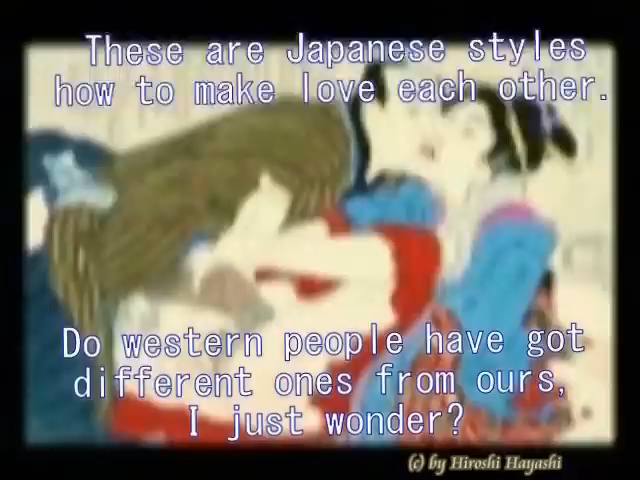 These are Japanese styles
how to make love each other.
Do western people have got
different ones from ours,
I just wonder?
(c) by Hiroshi Hayashi